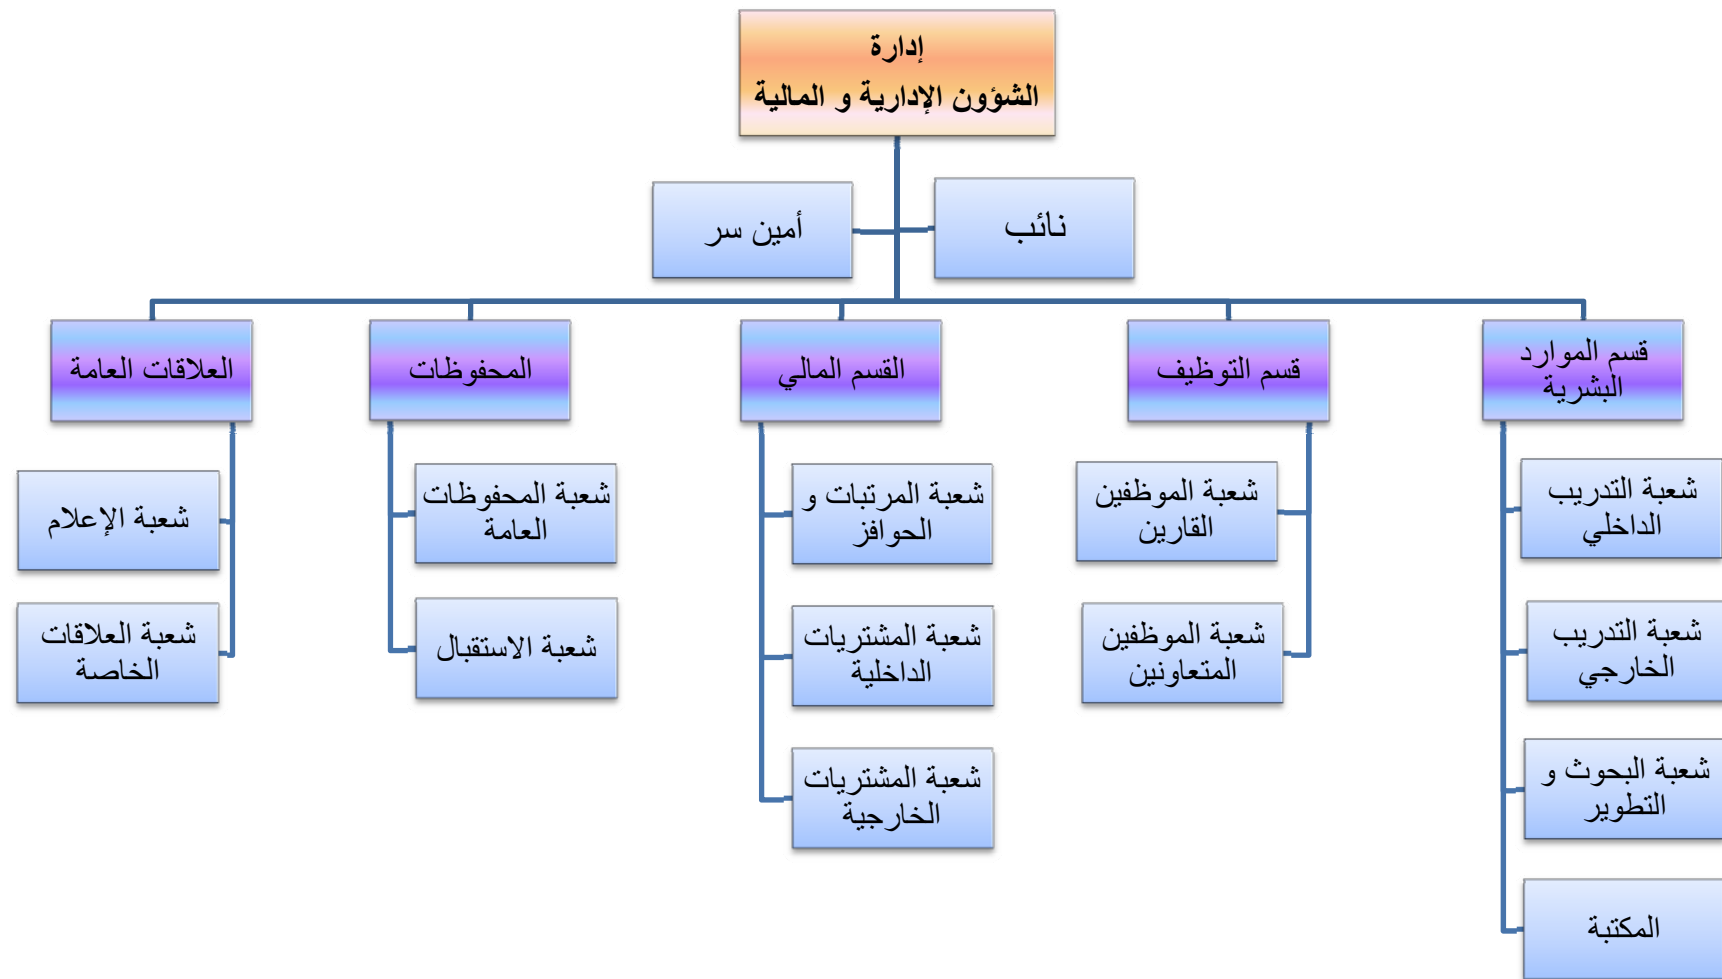 إدارة
الشؤون الإدارية و المالية
نائب
أمين سر
قسم الموارد
البشرية
قسم التوظيف
القسم المالي
المحفوظات
العلاقات العامة
شعبة التدريب
الداخلي
شعبة التدريب
الخارجي
شعبة البحوث و
التطوير
المكتبة
شعبة الموظفين
القارين
شعبة الموظفين
المتعاونين
شعبة المرتبات و
الحوافز
شعبة المشتريات
الداخلية
شعبة المشتريات
الخارجية
شعبة المحفوظات
العامة
شعبة الاستقبال
شعبة الإعلام
شعبة العلاقات
الخاصة